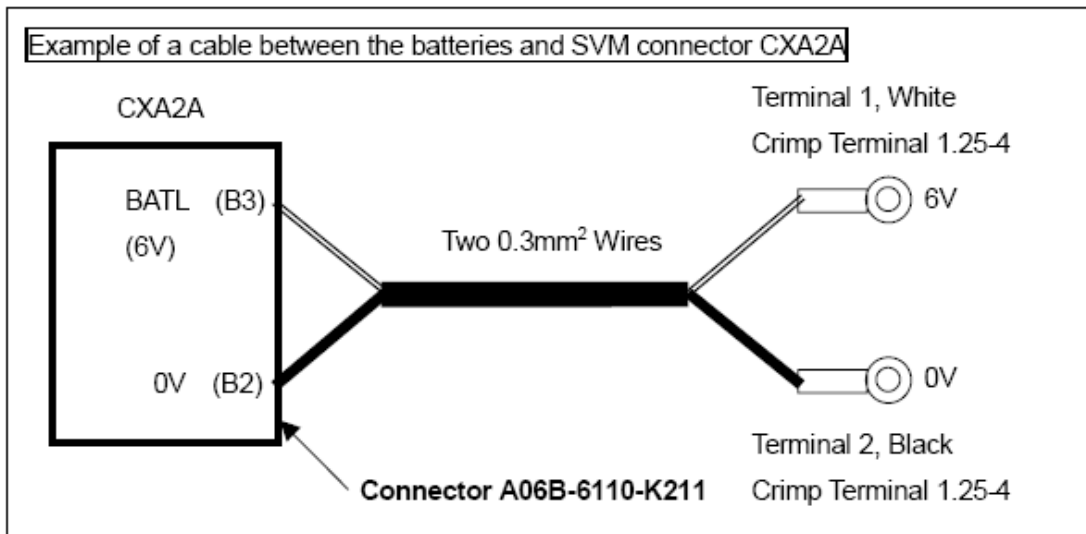 Example of a cable between the batteries and SVM connector CXA2A
CXA2A
Terminal 1, White
Crimp Terminal 1.25-4
BATL (B3)
6V
(6V)
Two 0.3mm² Wires
0V (B2)
0V
Terminal 2, Black
Connector A06B-6110-K211
Crimp Terminal 1.25-4